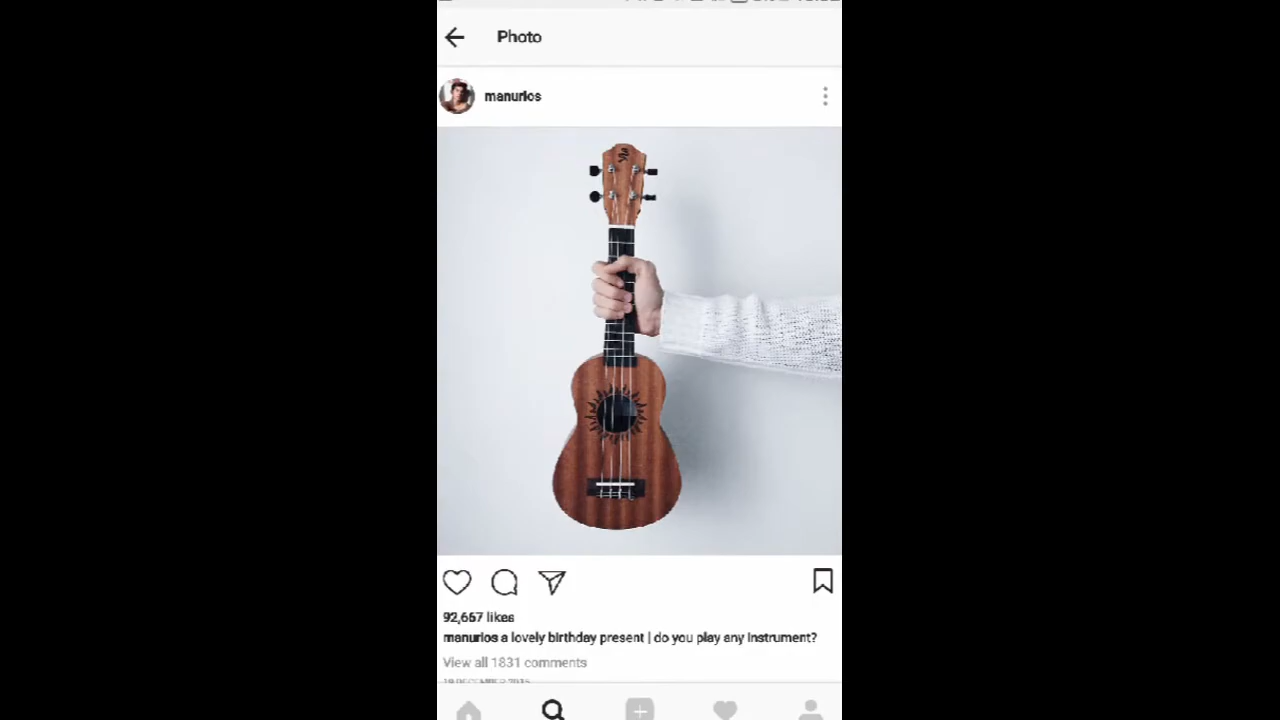 Photo
manurios
92,667 likes
manurios a lovely birthday present | do you play any instrument?
View all 1831 comments